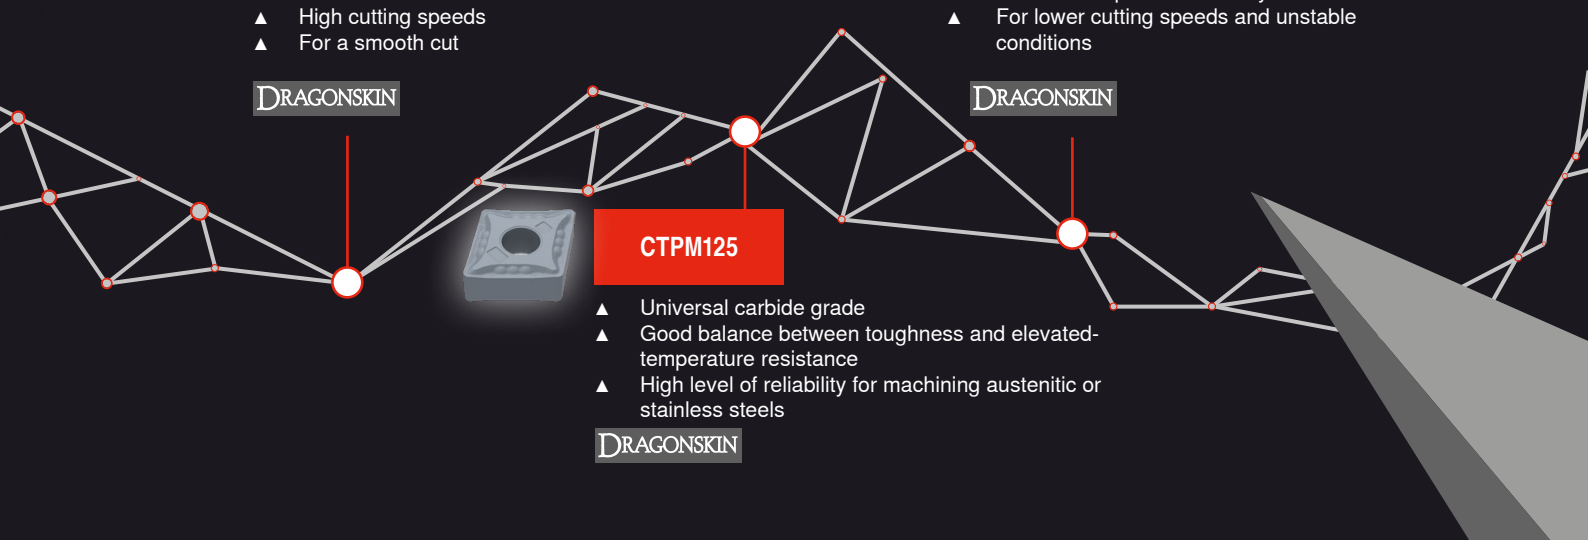 ▲ High cutting speeds
▲ For a smooth cut
DRAGONSKIN
▲ For lower cutting speeds and unstable
conditions
DRAGONSKIN
CTPM125
▲ Universal carbide grade
▲ Good balance between toughness and elevated-
temperature resistance
▲ High level of reliability for machining austenitic or
stainless steels
DRAGONSKIN